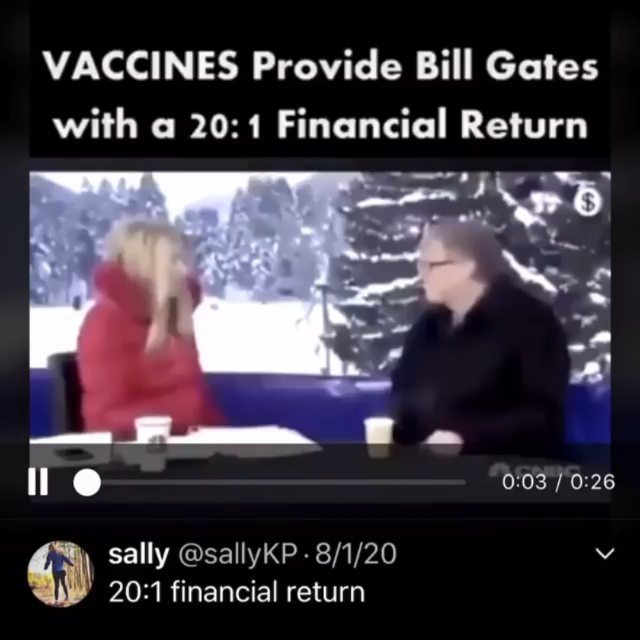 VACCINES Provide Bill Gates
with a 20:1 Financial Return
$
CNBC
0:03 / 0:26
sally @sallyKP · 8/1/20
20:1 financial return